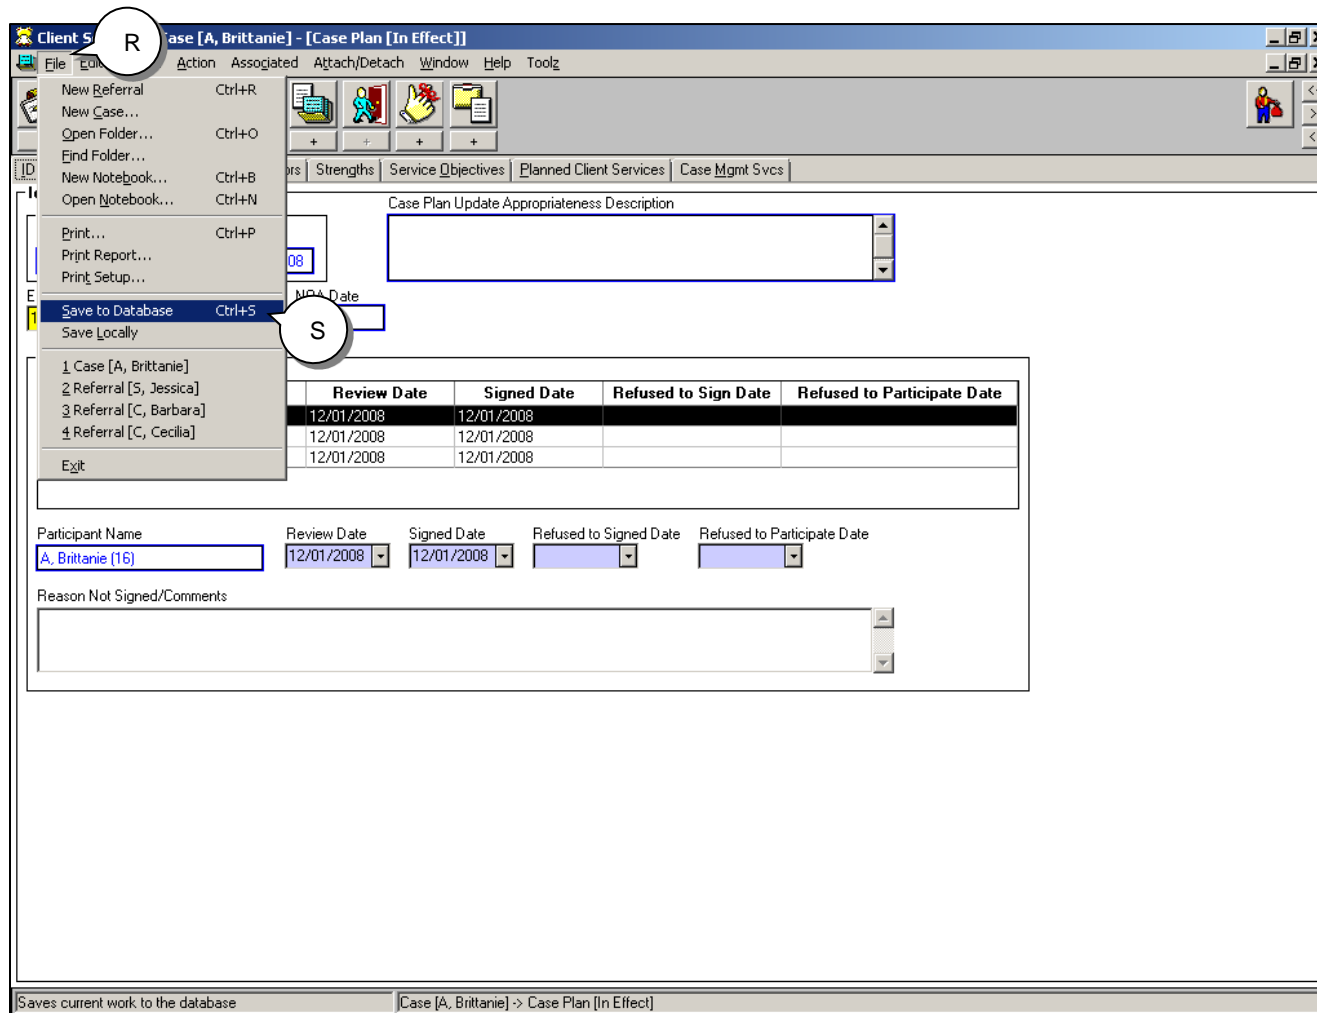 Client S ase [A, Brittanie] - [Case Plan [In Effect]]
R
File Action Associated Attach/Detach Window Help Toolz
New Referral Ctrl+R
New Case...
Open Folder... Ctrl+O
Find Folder...
New Notebook... Ctrl+B
Open Notebook... Ctrl+N
Print... Ctrl+P
Print Report...
Print Setup...
Save to Database Ctrl+S
Save Locally
1 Case [A, Brittanie]
2 Referral [S, Jessica]
3 Referral [C, Barbara]
4 Referral [C, Cecilia]
Exit
S
+ + + +
ID ors Strengths Service Objectives Planned Client Services Case Mgmt Svcs
Case Plan Update Appropriateness Description
08
NOA Date
Review Date Signed Date Refused to Sign Date Refused to Participate Date
12/01/2008 12/01/2008
12/01/2008 12/01/2008
12/01/2008 12/01/2008
Participant Name Review Date Signed Date Refused to Signed Date Refused to Participate Date
A, Brittanie (16) 12/01/2008 12/01/2008
Reason Not Signed/Comments
Saves current work to the database Case [A, Brittanie] -> Case Plan [In Effect]